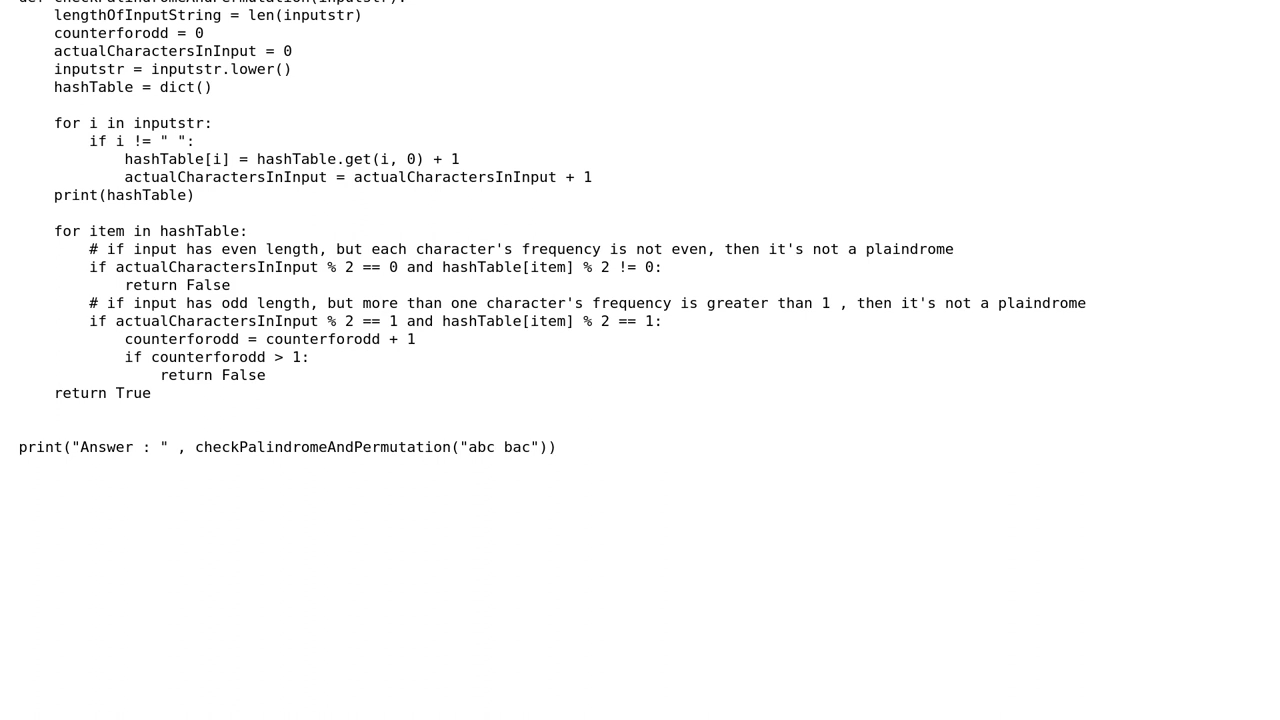 def checkPalindromeAndPermutation(inputstr):
    lengthOfInputString = len(inputstr)
    counterforodd = 0
    actualCharactersInInput = 0
    inputstr = inputstr.lower()
    hashTable = dict()

    for i in inputstr:
        if i != " ":
            hashTable[i] = hashTable.get(i, 0) + 1
            actualCharactersInInput = actualCharactersInInput + 1
    print(hashTable)

    for item in hashTable:
        # if input has even length, but each character's frequency is not even, then it's not a plaindrome
        if actualCharactersInInput % 2 == 0 and hashTable[item] % 2 != 0:
            return False
        # if input has odd length, but more than one character's frequency is greater than 1 , then it's not a plaindrome
        if actualCharactersInInput % 2 == 1 and hashTable[item] % 2 == 1:
            counterforodd = counterforodd + 1
            if counterforodd > 1:
                return False
    return True


print("Answer : " , checkPalindromeAndPermutation("abc bac"))